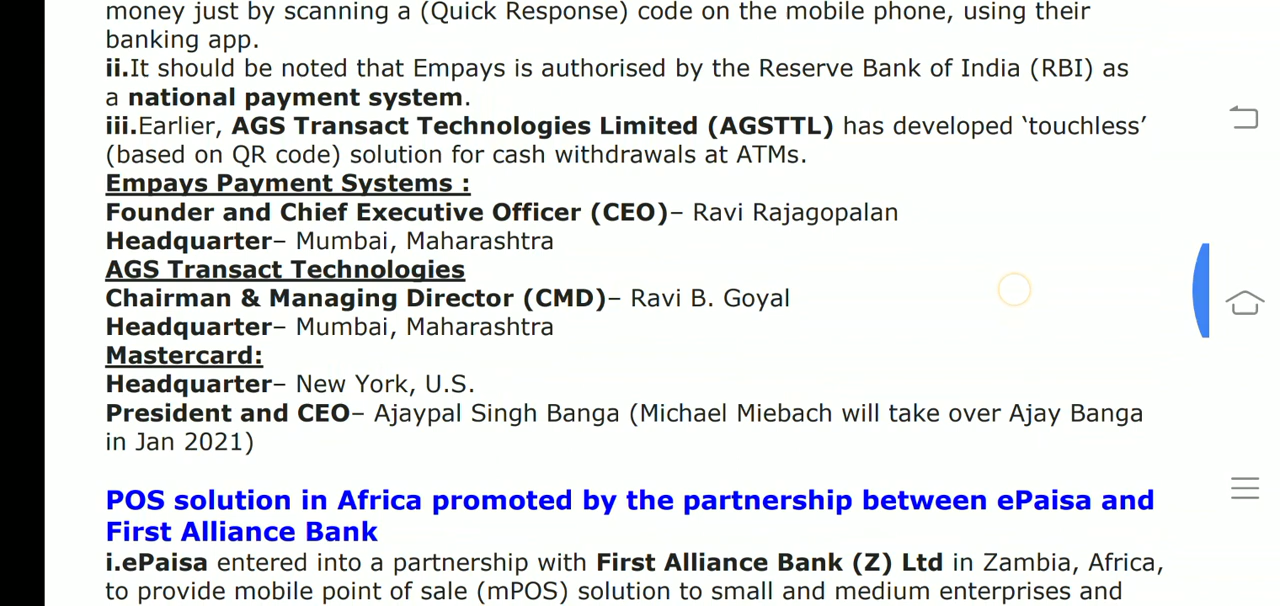 money just by scanning a (Quick Response) code on the mobile phone, using their
banking app.
ii.It should be noted that Empays is authorised by the Reserve Bank of India (RBI) as
a national payment system.
iii.Earlier, AGS Transact Technologies Limited (AGSTTL) has developed ‘touchless’
(based on QR code) solution for cash withdrawals at ATMs.
Empays Payment Systems :
Founder and Chief Executive Officer (CEO)– Ravi Rajagopalan
Headquarter– Mumbai, Maharashtra
AGS Transact Technologies
Chairman & Managing Director (CMD)– Ravi B. Goyal
Headquarter– Mumbai, Maharashtra
Mastercard:
Headquarter– New York, U.S.
President and CEO– Ajaypal Singh Banga (Michael Miebach will take over Ajay Banga
in Jan 2021)
POS solution in Africa promoted by the partnership between ePaisa and
First Alliance Bank
i.ePaisa entered into a partnership with First Alliance Bank (Z) Ltd in Zambia, Africa,
to provide mobile point of sale (mPOS) solution to small and medium enterprises and